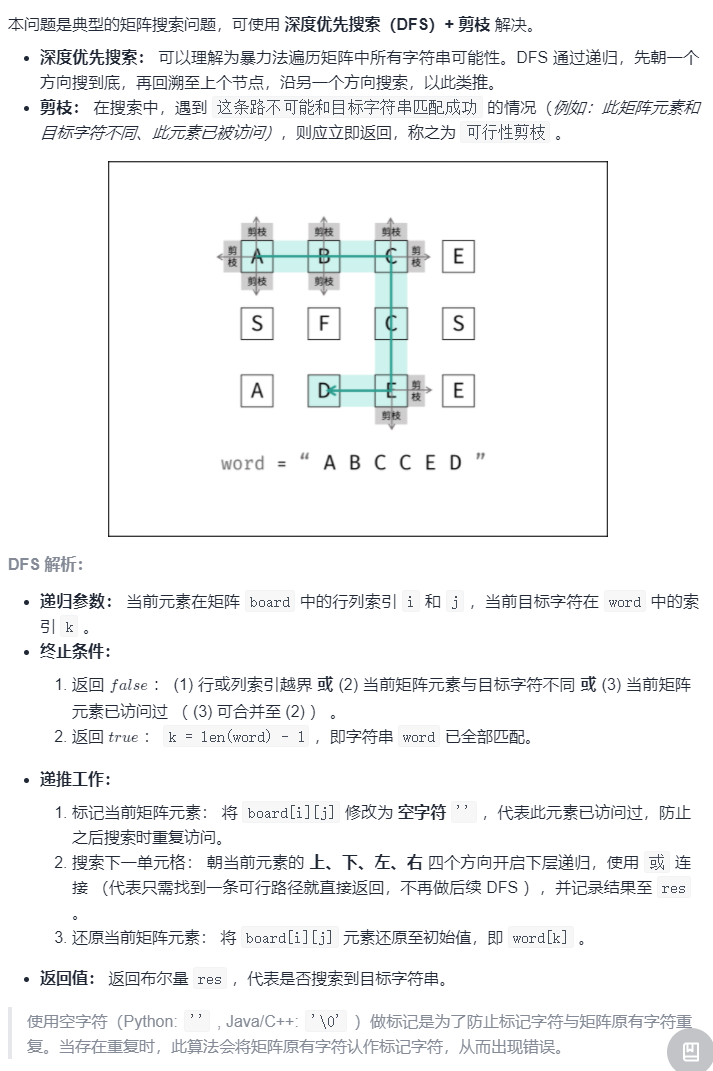 本问题是典型的矩阵搜索问题，可使用 深度优先搜索（DFS）+ 剪枝 解决。
• 深度优先搜索： 可以理解为暴力法遍历矩阵中所有字符串可能性。DFS 通过递归，先朝一个
方向搜到底，再回溯至上个节点，沿另一个方向搜索，以此类推。
• 剪枝： 在搜索中，遇到 这条路不可能和目标字符串匹配成功 的情况（例如：此矩阵元素和
目标字符不同、此元素已被访问），则应立即返回，称之为 可行性剪枝 。
剪枝 剪枝 剪枝
剪枝 A B C 剪枝 E
剪枝 剪枝
S F C S
A D E 剪枝 E
剪枝
word = “ A B C C E D ”
DFS 解析：
• 递归参数： 当前元素在矩阵 board 中的行列索引 i 和 j ，当前目标字符在 word 中的索
引 k 。
• 终止条件：
1. 返回 false ： (1) 行或列索引越界 或 (2) 当前矩阵元素与目标字符不同 或 (3) 当前矩阵
元素已访问过 （ (3) 可合并至 (2) ） 。
2. 返回 true ： k = len(word) - 1 ，即字符串 word 已全部匹配。
• 递推工作：
1. 标记当前矩阵元素： 将 board[i][j] 修改为 空字符 '' ，代表此元素已访问过，防止
之后搜索时重复访问。
2. 搜索下一单元格： 朝当前元素的 上、下、左、右 四个方向开启下层递归，使用 或 连
接 （代表只需找到一条可行路径就直接返回，不再做后续 DFS ），并记录结果至 res
。
3. 还原当前矩阵元素： 将 board[i][j] 元素还原至初始值，即 word[k] 。
• 返回值： 返回布尔量 res ，代表是否搜索到目标字符串。
使用空字符（Python: '' , Java/C++: '\0' ）做标记是为了防止标记字符与矩阵原有字符重
复。当存在重复时，此算法会将矩阵原有字符认作标记字符，从而出现错误。